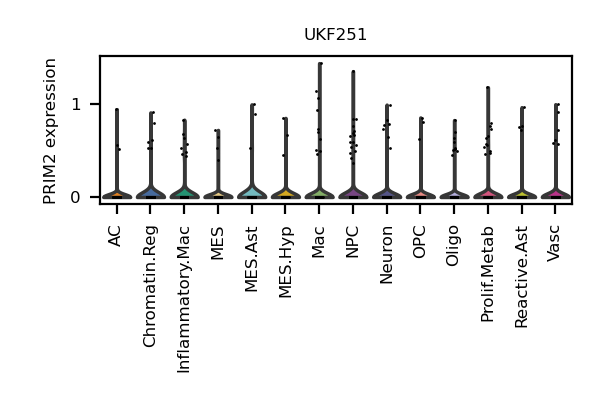 UKF251
PRIM2 expression
1
0
AC
Chromatin.Reg
Inflammatory.Mac
MES
MES.Ast
MES.Hyp
Mac
NPC
Neuron
OPC
Oligo
Prolif.Metab
Reactive.Ast
Vasc